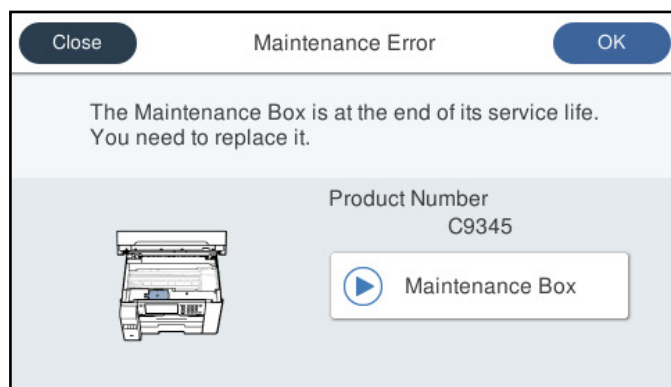 Close
Maintenance Error
OK
The Maintenance Box is at the end of its service life.
You need to replace it.
Product Number
C9345
Maintenance Box